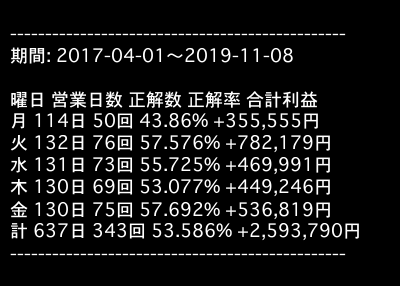 ------------------------------------------------
期間: 2017-04-01〜2019-11-08
曜日 営業日数 正解数 正解率 合計利益
月 114日 50回 43.86% +355,555円
火 132日 76回 57.576% +782,179円
水 131日 73回 55.725% +469,991円
木 130日 69回 53.077% +449,246円
金 130日 75回 57.692% +536,819円
計 637日 343回 53.586% +2,593,790円
------------------------------------------------